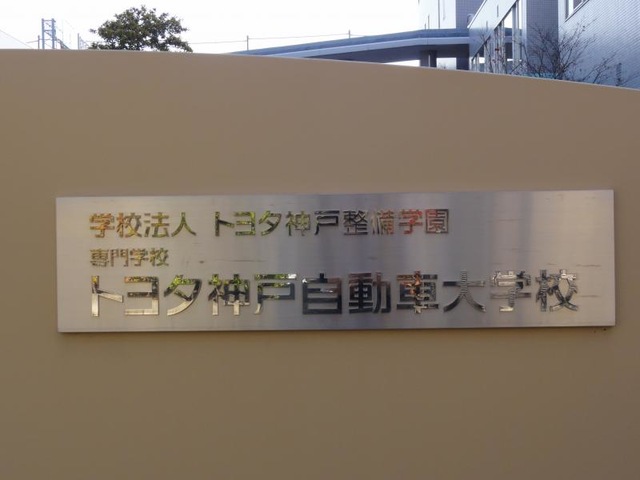 学校法人 トヨタ神戸整備学園
専門学校
トヨタ神戸自動車大学校